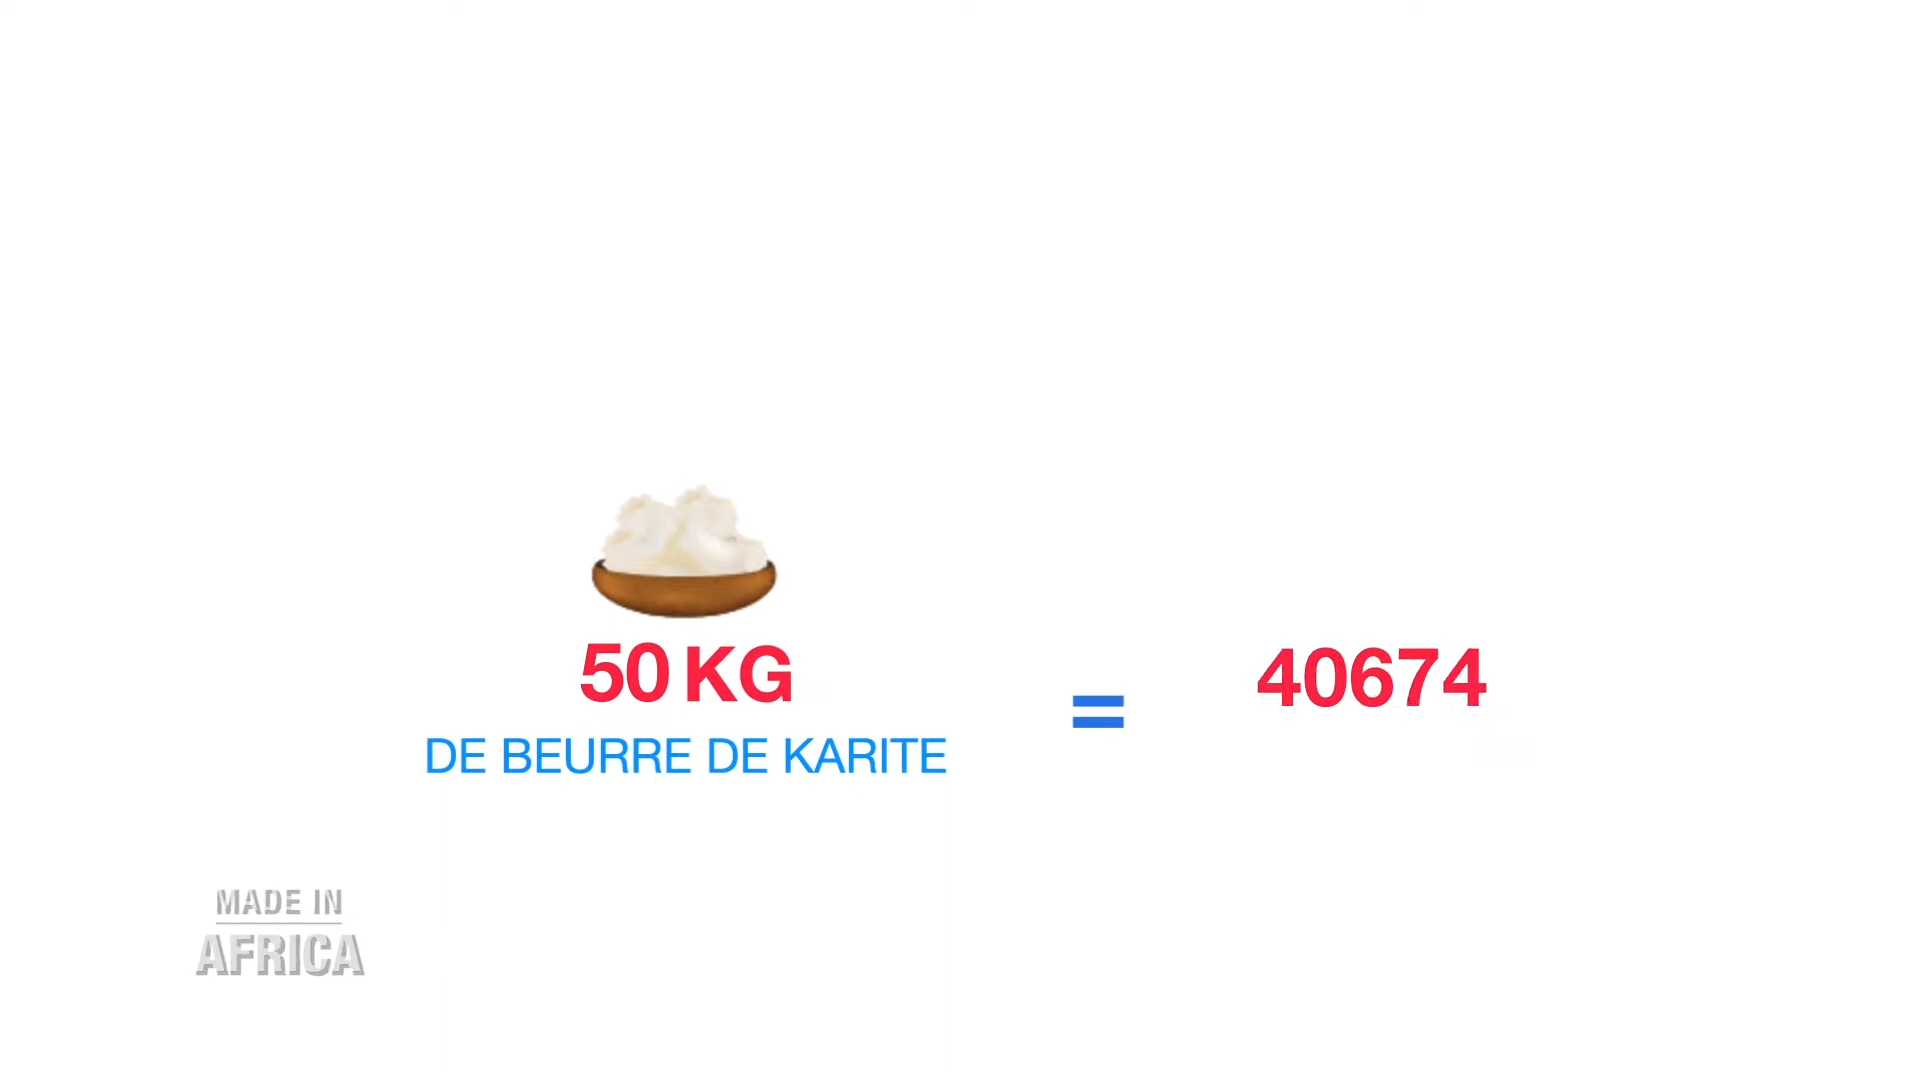 50 KG
DE BEURRE DE KARITE
=
40674
MADE IN
AFRICA